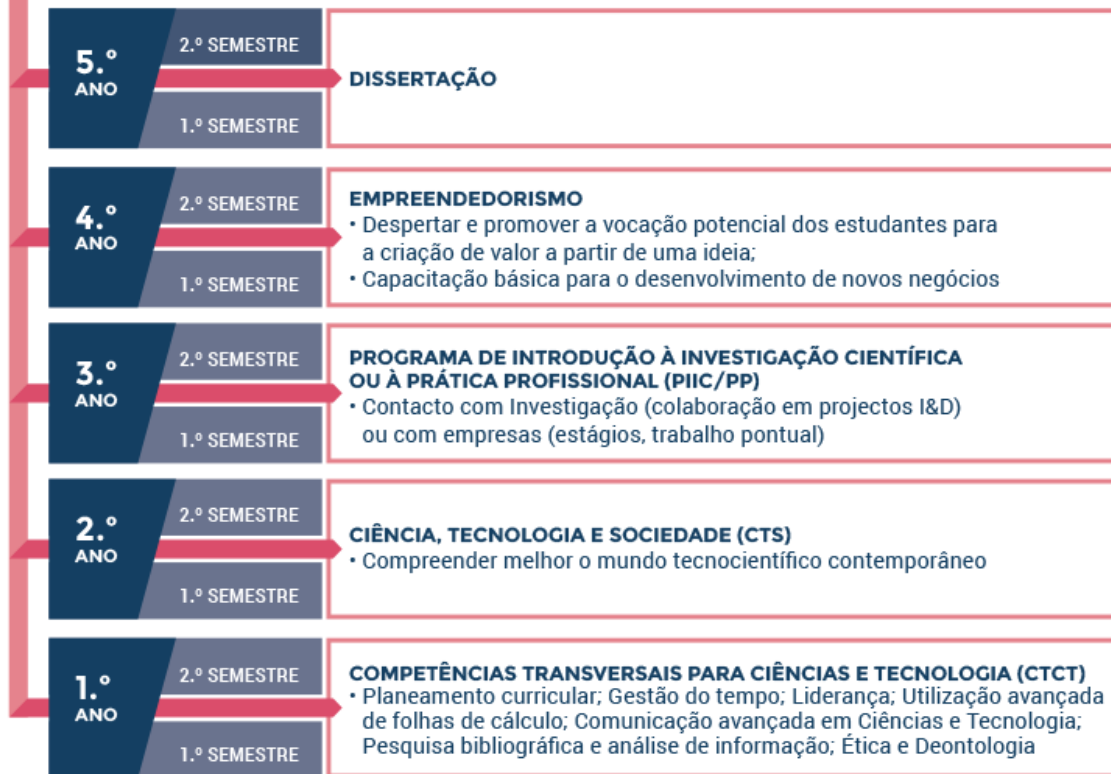 5.º
ANO
2.º SEMESTRE
1.º SEMESTRE
DISSERTAÇÃO
4.º
ANO
2.º SEMESTRE
1.º SEMESTRE
EMPREENDEDORISMO
• Despertar e promover a vocação potencial dos estudantes para
a criação de valor a partir de uma ideia;
• Capacitação básica para o desenvolvimento de novos negócios
3.º
ANO
2.º SEMESTRE
1.º SEMESTRE
PROGRAMA DE INTRODUÇÃO À INVESTIGAÇÃO CIENTÍFICA
OU À PRÁTICA PROFISSIONAL (PIIC/PP)
• Contacto com Investigação (colaboração em projectos I&D)
ou com empresas (estágios, trabalho pontual)
2.º
ANO
2.º SEMESTRE
1.º SEMESTRE
CIÊNCIA, TECNOLOGIA E SOCIEDADE (CTS)
• Compreender melhor o mundo tecnocientífico contemporâneo
1.º
ANO
2.º SEMESTRE
1.º SEMESTRE
COMPETÊNCIAS TRANSVERSAIS PARA CIÊNCIAS E TECNOLOGIA (CTCT)
• Planeamento curricular; Gestão do tempo; Liderança; Utilização avançada
de folhas de cálculo; Comunicação avançada em Ciências e Tecnologia;
Pesquisa bibliográfica e análise de informação; Ética e Deontologia